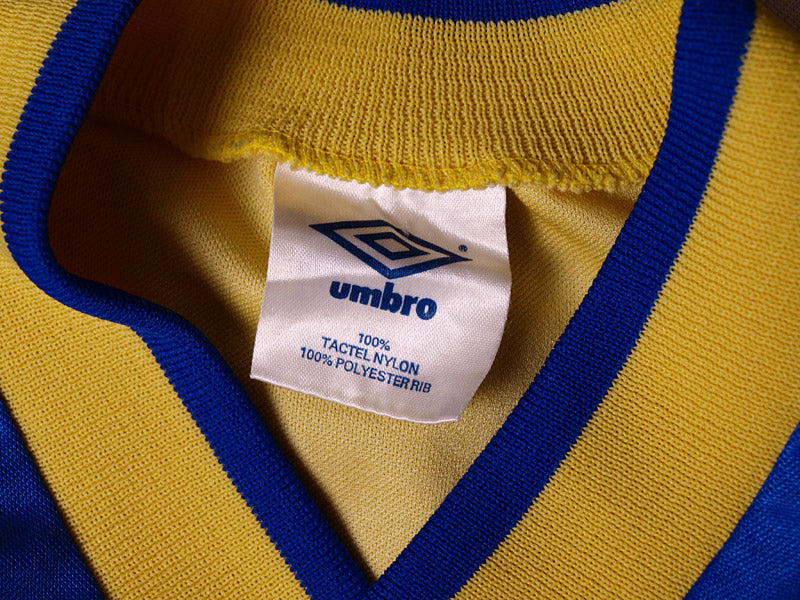 ®
umbro
100%
TACTEL NYLON
100% POLYESTER RIB